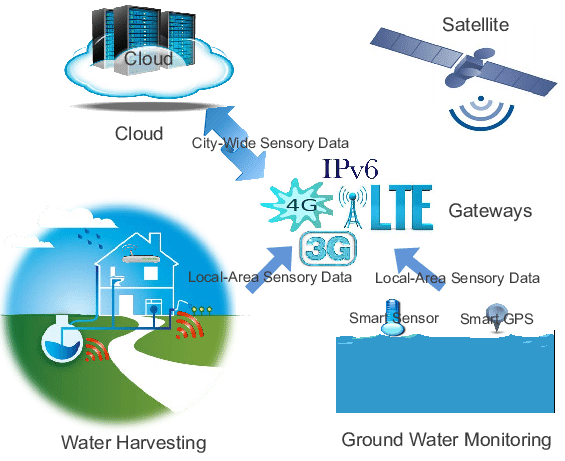 Satellite
Cloud
Cloud
City-Wide Sensory Data
IPv6
4G
LTE
Gateways
3G
Local-Area Sensory Data
Local-Area Sensory Data
Smart Sensor
Smart GPS
Water Harvesting
Ground Water Monitoring